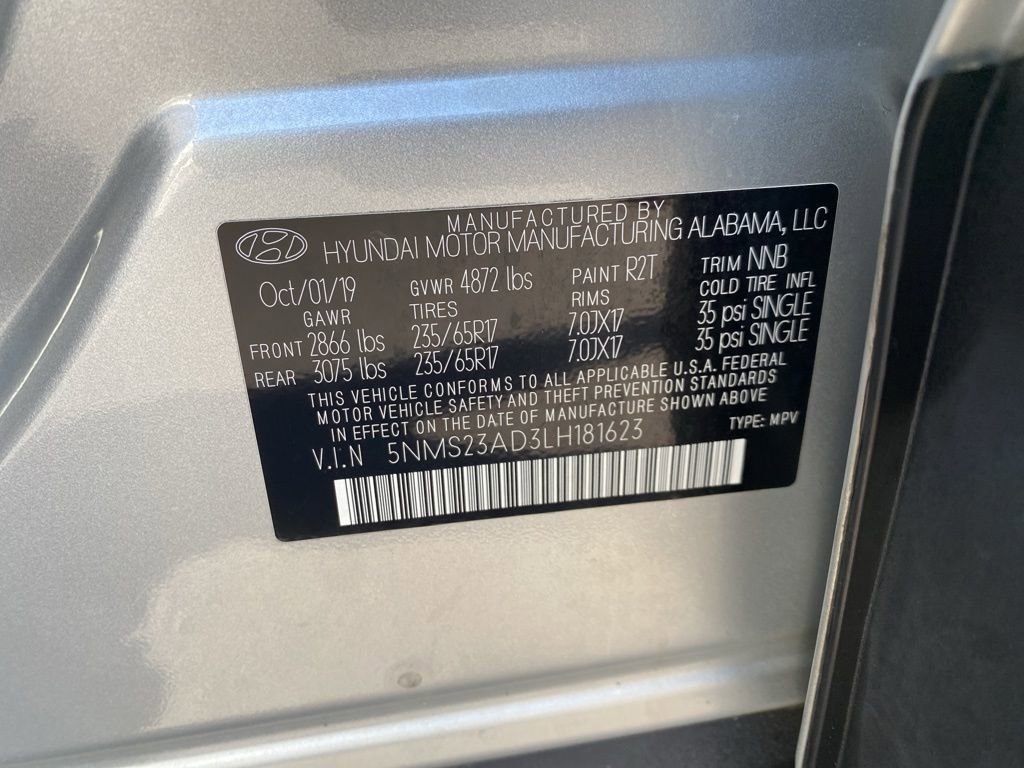 MANUFACTURED BY
HYUNDAI MOTOR MANUFACTURING ALABAMA, LLC
Oct/01/19 GVWR 4872 lbs PAINT R2T TRIM NNB
GAWR TIRES RIMS COLD TIRE INFL
FRONT 2866 lbs 235/65R17 7.0JX17 35 psi SINGLE
REAR 3075 lbs 235/65R17 7.0JX17 35 psi SINGLE
THIS VEHICLE CONFORMS TO ALL APPLICABLE U.S.A. FEDERAL
MOTOR VEHICLE SAFETY AND THEFT PREVENTION STANDARDS
IN EFFECT ON THE DATE OF MANUFACTURE SHOWN ABOVE
V.I.N 5NMS23AD3LH181623 TYPE: MPV